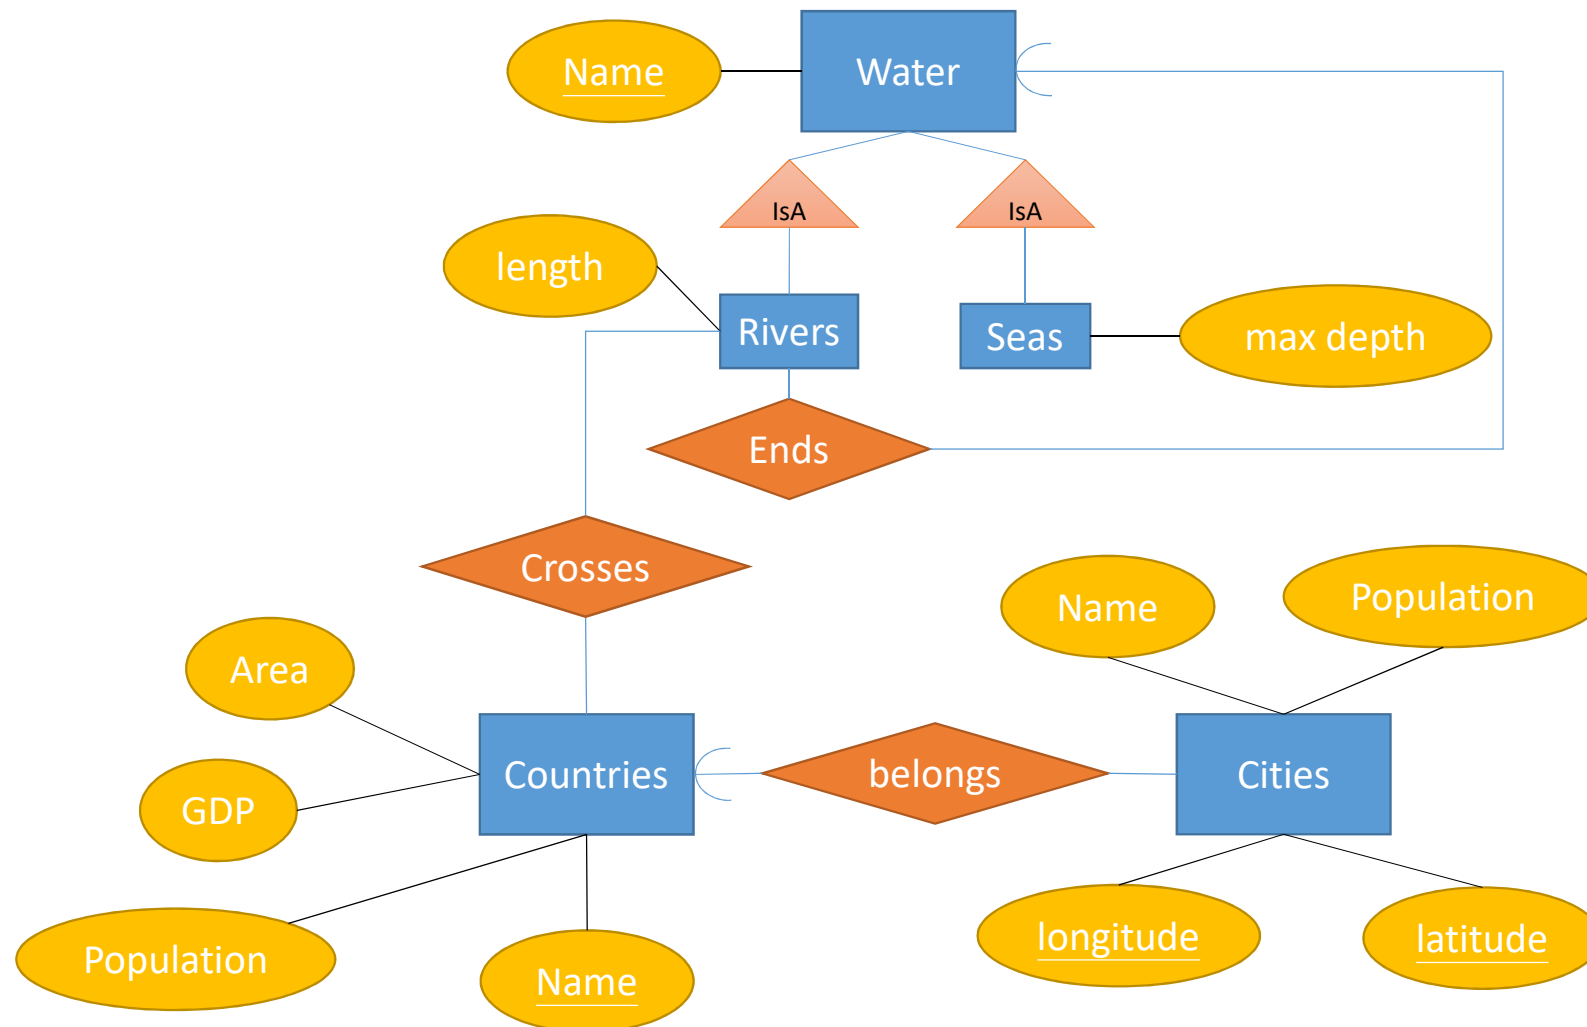 Name
Water
IsA
IsA
length
Rivers
Seas
max depth
Ends
Crosses
Name
Population
Area
Countries
belongs
Cities
GDP
Population
Name
longitude
latitude